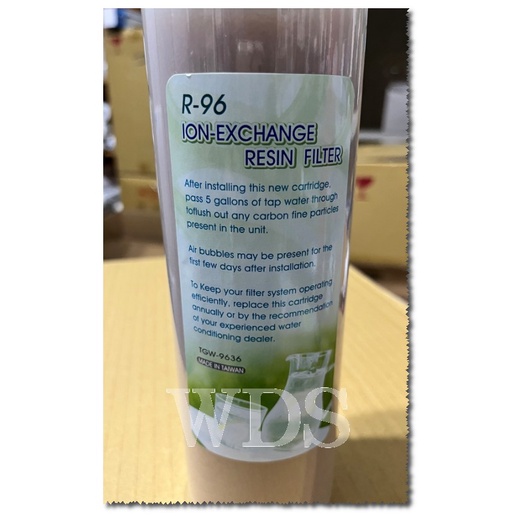 R-96
ION-EXCHANGE
RESIN FILTER
After installing this new cartridge,
pass 5 gallons of tap water through
toflush out any carbon fine particles
present in the unit.
Air bubbles may be present for the
first few days after installation.
To Keep your filter system operating
efficiently, replace this cartridge
annually or by the recommendation
of your experienced water
conditioning dealer.
TGW-9636
MADE IN TAIWAN
WDS